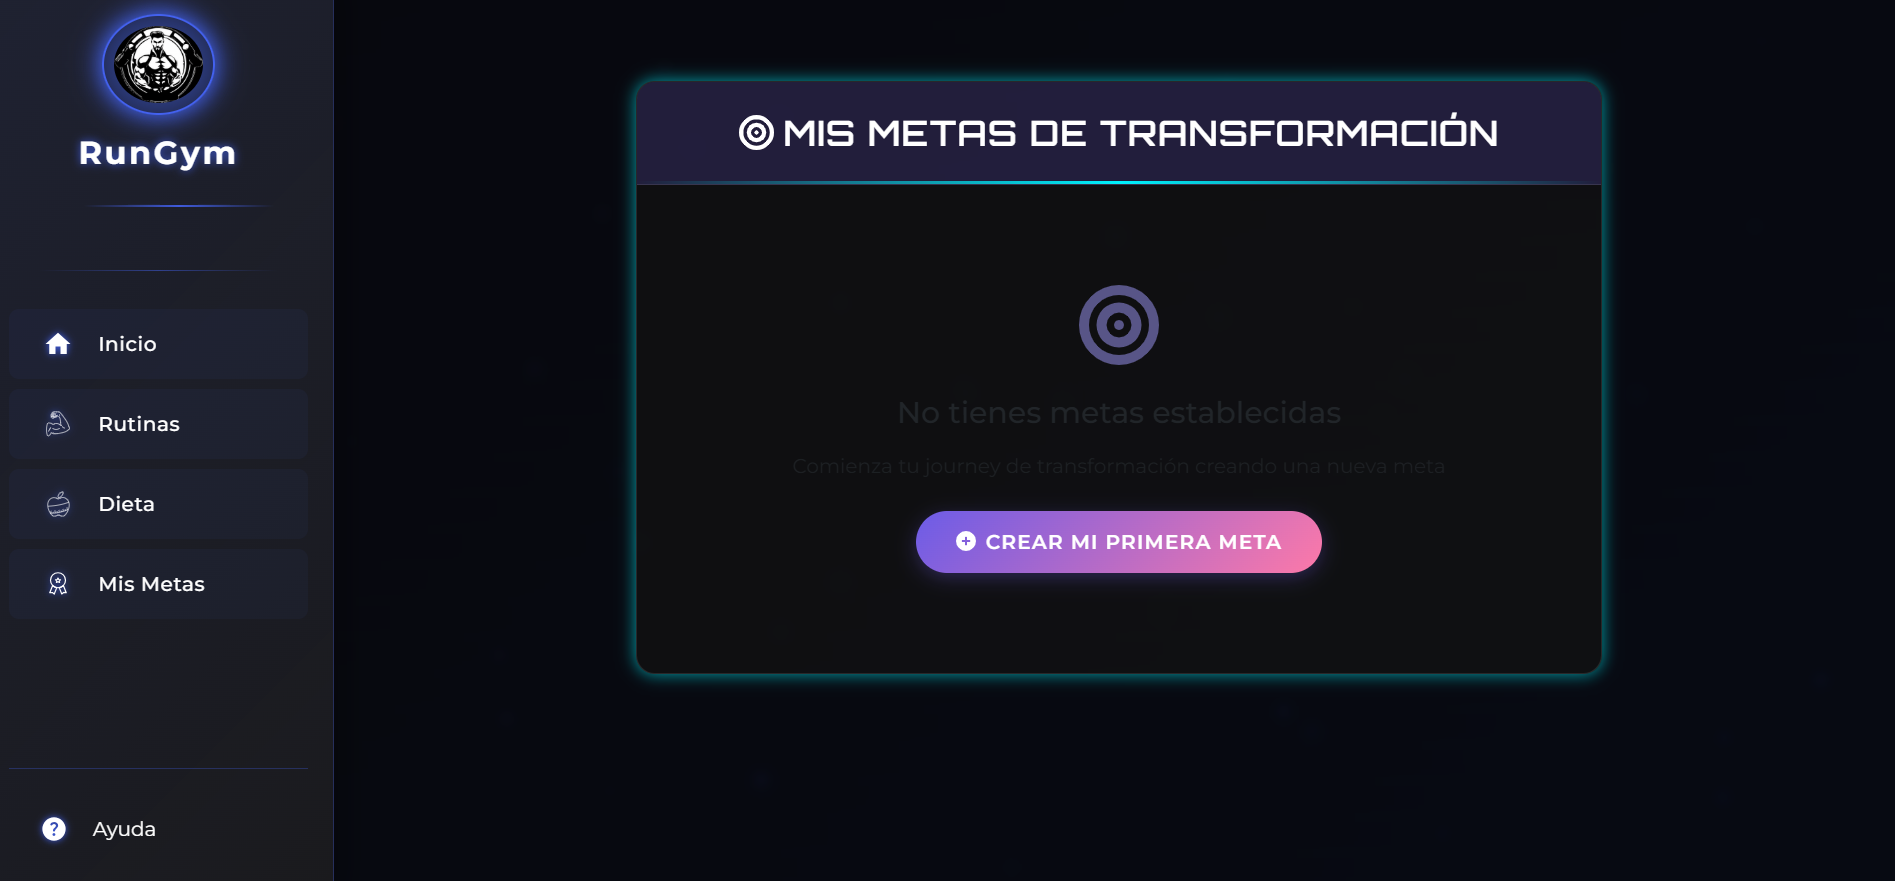 RunGym
Inicio
Rutinas
Dieta
Mis Metas
Ayuda
MIS METAS DE TRANSFORMACIÓN
No tienes metas establecidas
Comienza tu journey de transformación creando una nueva meta
CREAR MI PRIMERA META